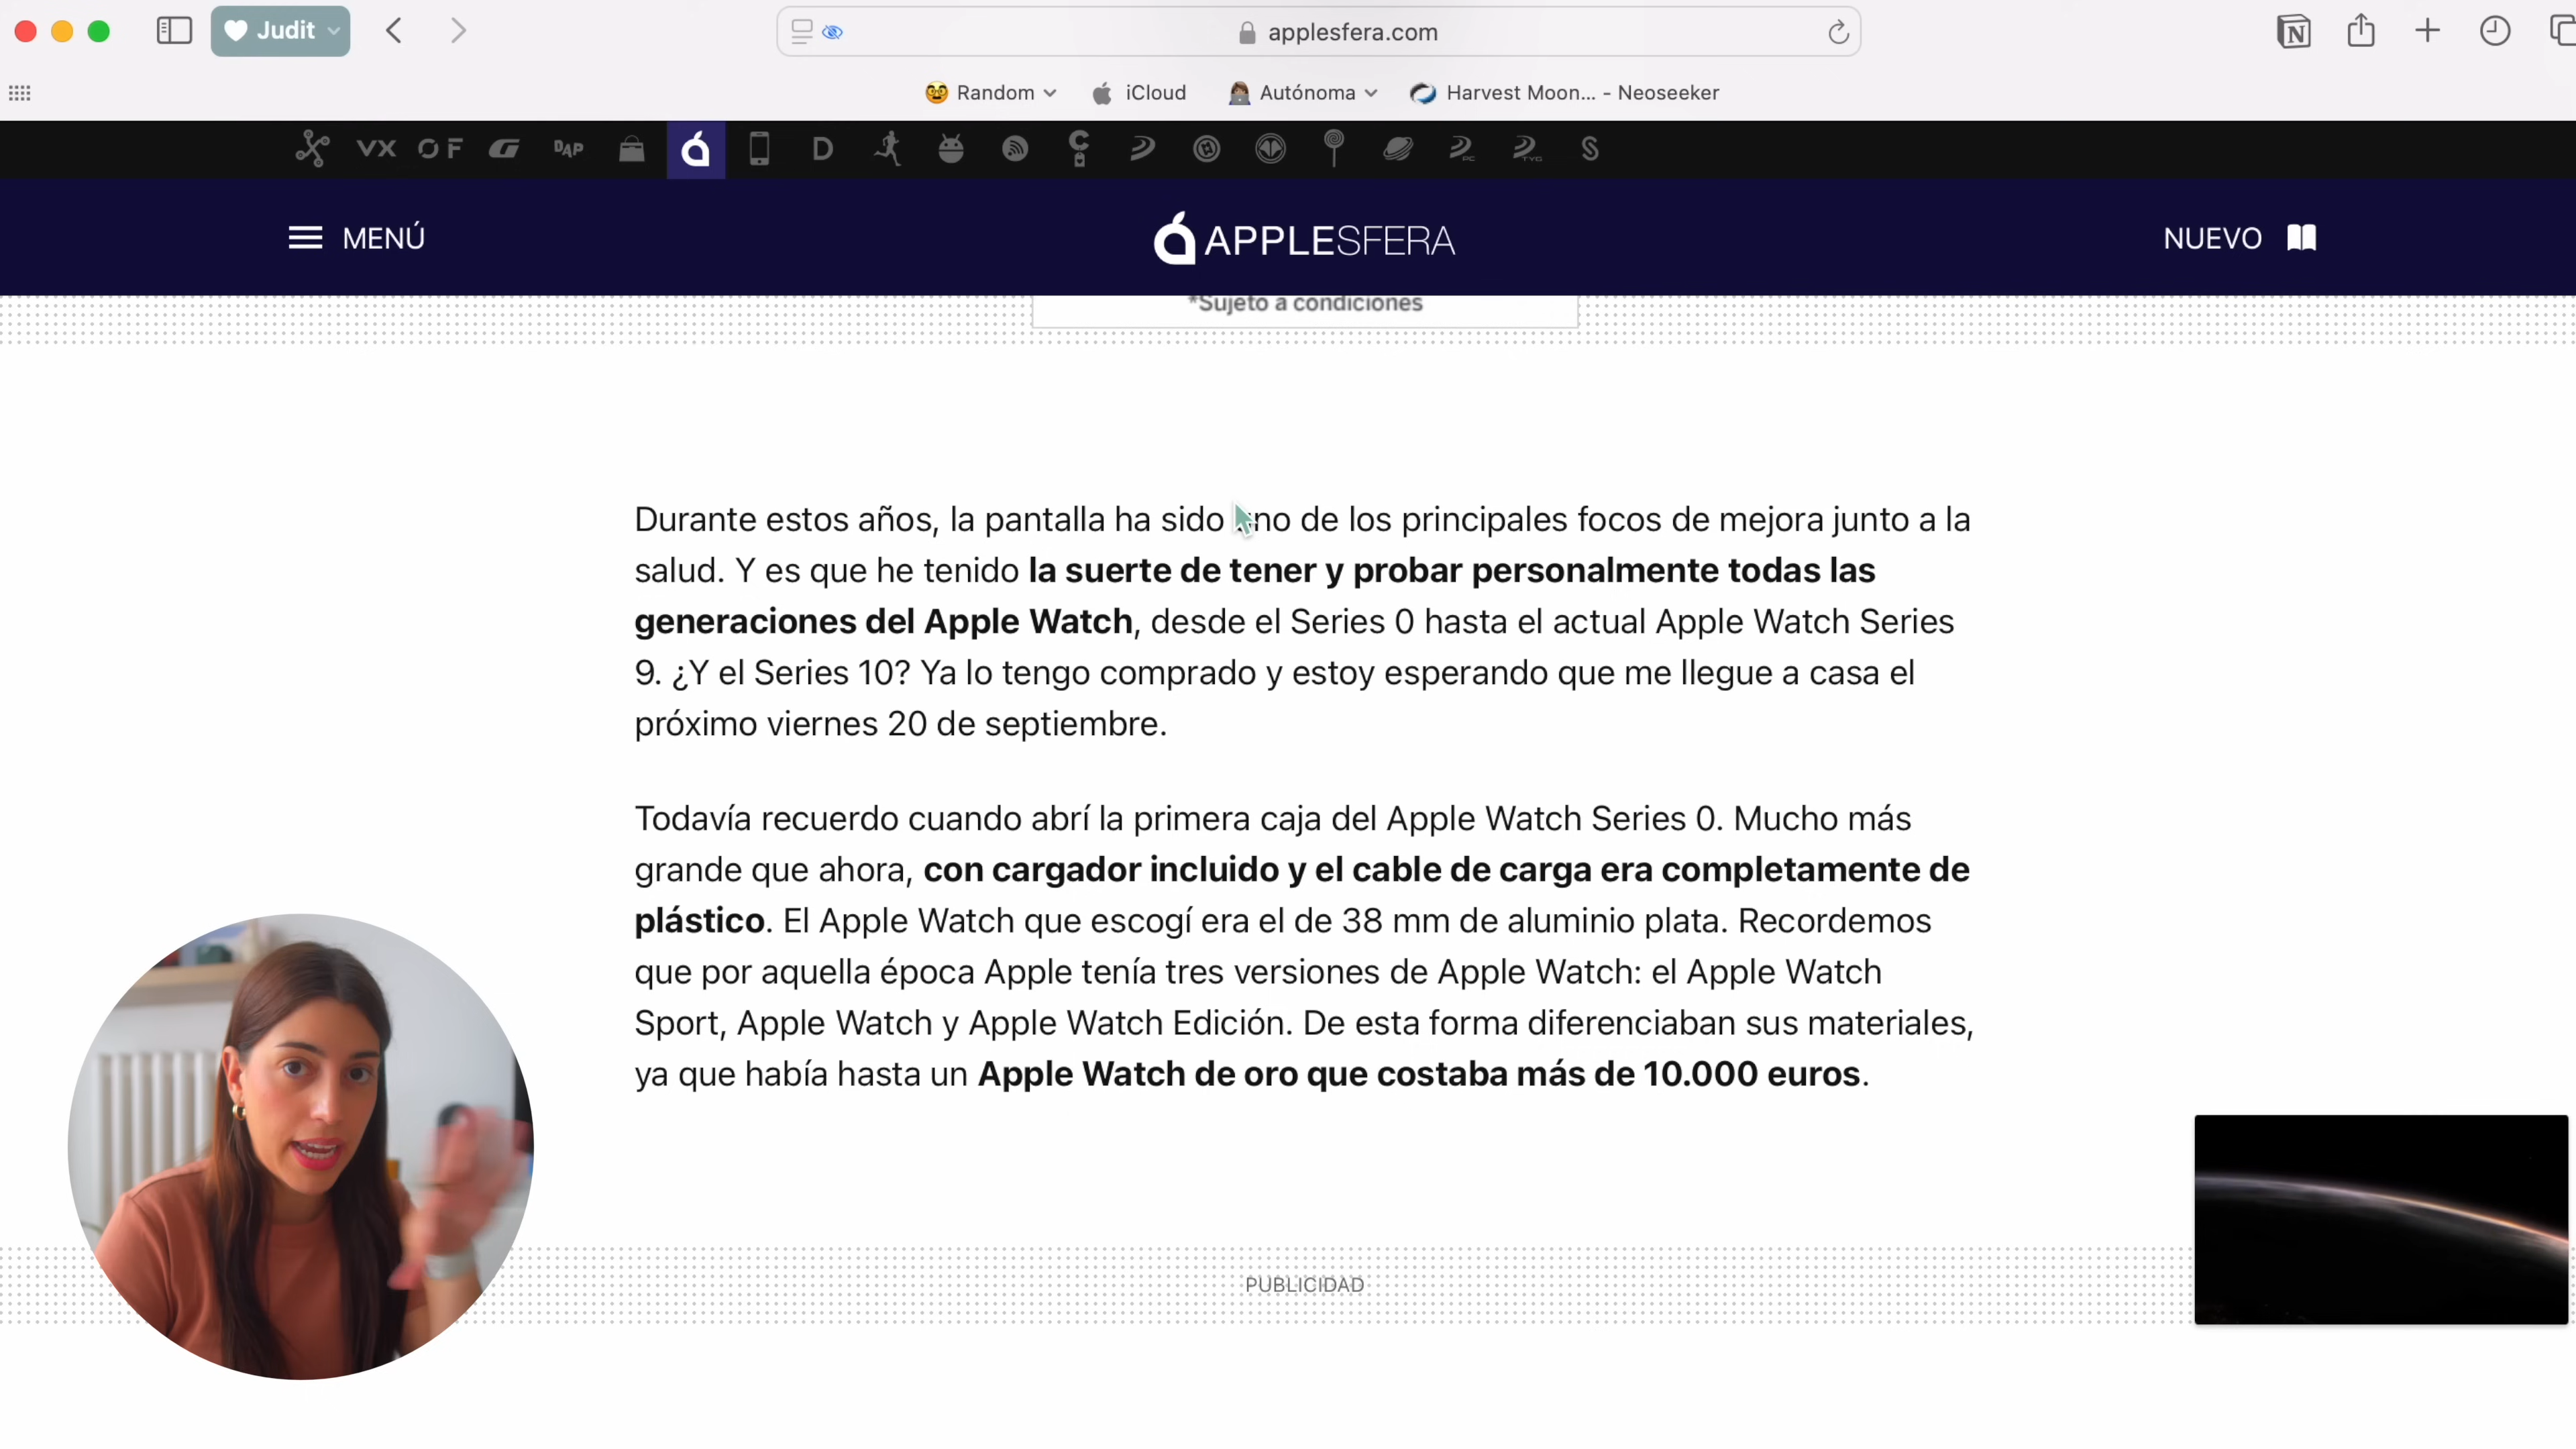 Judit
applesfera.com
Random
iCloud
Autónoma
Harvest Moon... - Neoseeker
VX OF G DAP D
MENÚ
APPLESFERA
NUEVO
*Sujeto a condiciones
Durante estos años, la pantalla ha sido uno de los principales focos de mejora junto a la
salud. Y es que he tenido la suerte de tener y probar personalmente todas las
generaciones del Apple Watch, desde el Series 0 hasta el actual Apple Watch Series
9. ¿Y el Series 10? Ya lo tengo comprado y estoy esperando que me llegue a casa el
próximo viernes 20 de septiembre.
Todavía recuerdo cuando abrí la primera caja del Apple Watch Series 0. Mucho más
grande que ahora, con cargador incluido y el cable de carga era completamente de
plástico. El Apple Watch que escogí era el de 38 mm de aluminio plata. Recordemos
que por aquella época Apple tenía tres versiones de Apple Watch: el Apple Watch
Sport, Apple Watch y Apple Watch Edición. De esta forma diferenciaban sus materiales,
ya que había hasta un Apple Watch de oro que costaba más de 10.000 euros.
PUBLICIDAD